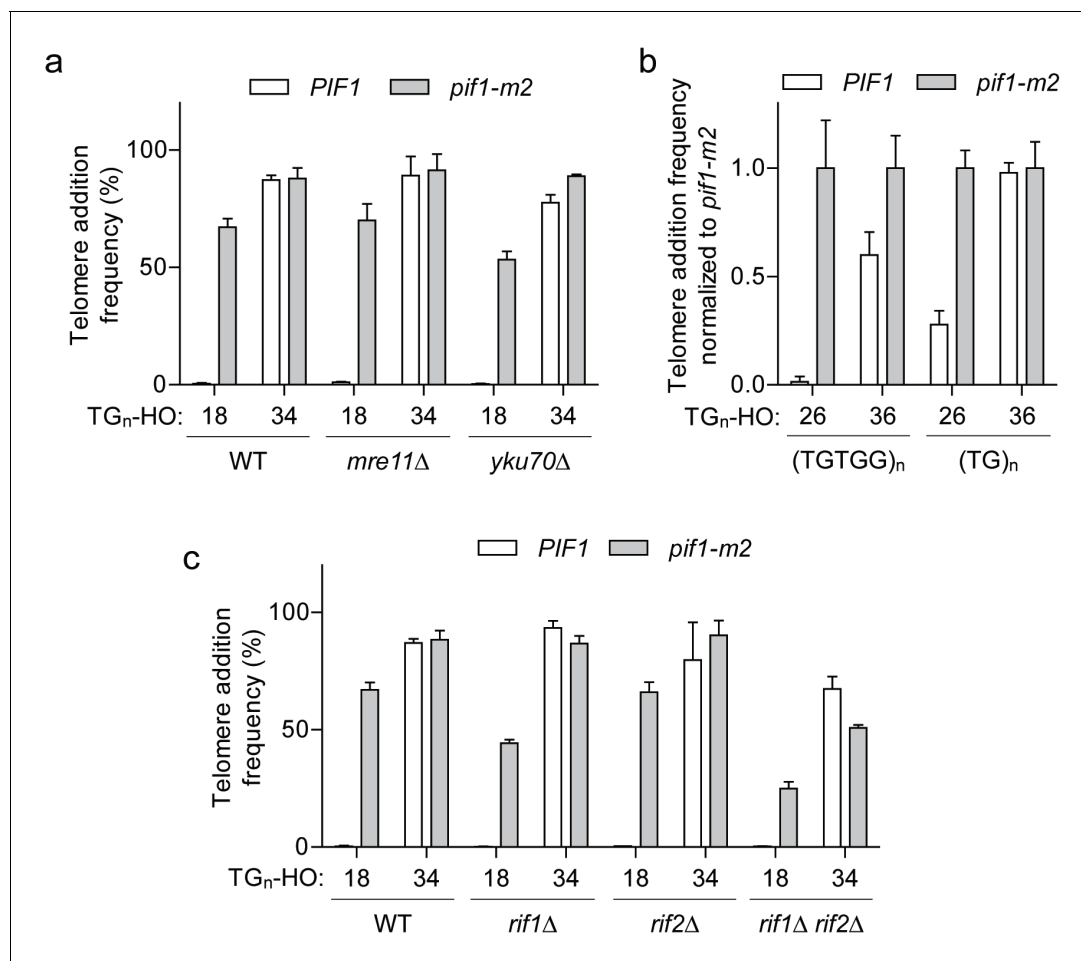 a
PIF1 pif1-m2
Telomere addition
frequency (%)
100
50
0
TGn-HO: 18 34 18 34 18 34
WT mre11Δ yku70Δ
b
PIF1 pif1-m2
Telomere addition frequency
normalized to pif1-m2
1.0
0.5
0.0
TGn-HO: 26 36 26 36
(TGTGG)n (TG)n
c
PIF1 pif1-m2
Telomere addition
frequency (%)
100
50
0
TGn-HO: 18 34 18 34 18 34 18 34
WT rif1Δ rif2Δ rif1Δ rif2Δ